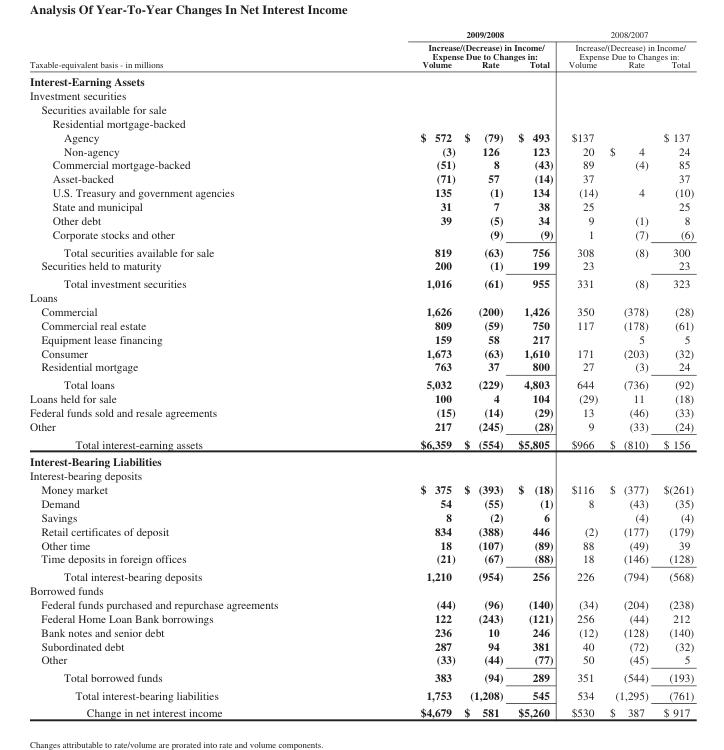 Analysis Of Year-To-Year Changes In Net Interest Income
2009/2008 2008/2007
Increase/(Decrease) in Income/ Increase/(Decrease) in Income/
Expense Due to Changes in: Expense Due to Changes in:
Taxable-equivalent basis - in millions Volume Rate Total Volume Rate Total
Interest-Earning Assets
Investment securities
Securities available for sale
Residential mortgage-backed
Agency $ 572 $ (79) $ 493 $137 $ 137
Non-agency (3) 126 123 20 $ 4 24
Commercial mortgage-backed (51) 8 (43) 89 (4) 85
Asset-backed (71) 57 (14) 37 37
U.S. Treasury and government agencies 135 (1) 134 (14) 4 (10)
State and municipal 31 7 38 25 25
Other debt 39 (5) 34 9 (1) 8
Corporate stocks and other (9) (9) 1 (7) (6)
Total securities available for sale 819 (63) 756 308 (8) 300
Securities held to maturity 200 (1) 199 23 23
Total investment securities 1,016 (61) 955 331 (8) 323
Loans
Commercial 1,626 (200) 1,426 350 (378) (28)
Commercial real estate 809 (59) 750 117 (178) (61)
Equipment lease financing 159 58 217 5 5
Consumer 1,673 (63) 1,610 171 (203) (32)
Residential mortgage 763 37 800 27 (3) 24
Total loans 5,032 (229) 4,803 644 (736) (92)
Loans held for sale 100 4 104 (29) 11 (18)
Federal funds sold and resale agreements (15) (14) (29) 13 (46) (33)
Other 217 (245) (28) 9 (33) (24)
Total interest-earning assets $6,359 $ (554) $5,805 $966 $ (810) $ 156
Interest-Bearing Liabilities
Interest-bearing deposits
Money market $ 375 $ (393) $ (18) $116 $ (377) $(261)
Demand 54 (55) (1) 8 (43) (35)
Savings 8 (2) 6 (4) (4)
Retail certificates of deposit 834 (388) 446 (2) (177) (179)
Other time 18 (107) (89) 88 (49) 39
Time deposits in foreign offices (21) (67) (88) 18 (146) (128)
Total interest-bearing deposits 1,210 (954) 256 226 (794) (568)
Borrowed funds
Federal funds purchased and repurchase agreements (44) (96) (140) (34) (204) (238)
Federal Home Loan Bank borrowings 122 (243) (121) 256 (44) 212
Bank notes and senior debt 236 10 246 (12) (128) (140)
Subordinated debt 287 94 381 40 (72) (32)
Other (33) (44) (77) 50 (45) 5
Total borrowed funds 383 (94) 289 351 (544) (193)
Total interest-bearing liabilities 1,753 (1,208) 545 534 (1,295) (761)
Change in net interest income $4,679 $ 581 $5,260 $530 $ 387 $ 917
Changes attributable to rate/volume are prorated into rate and volume components.